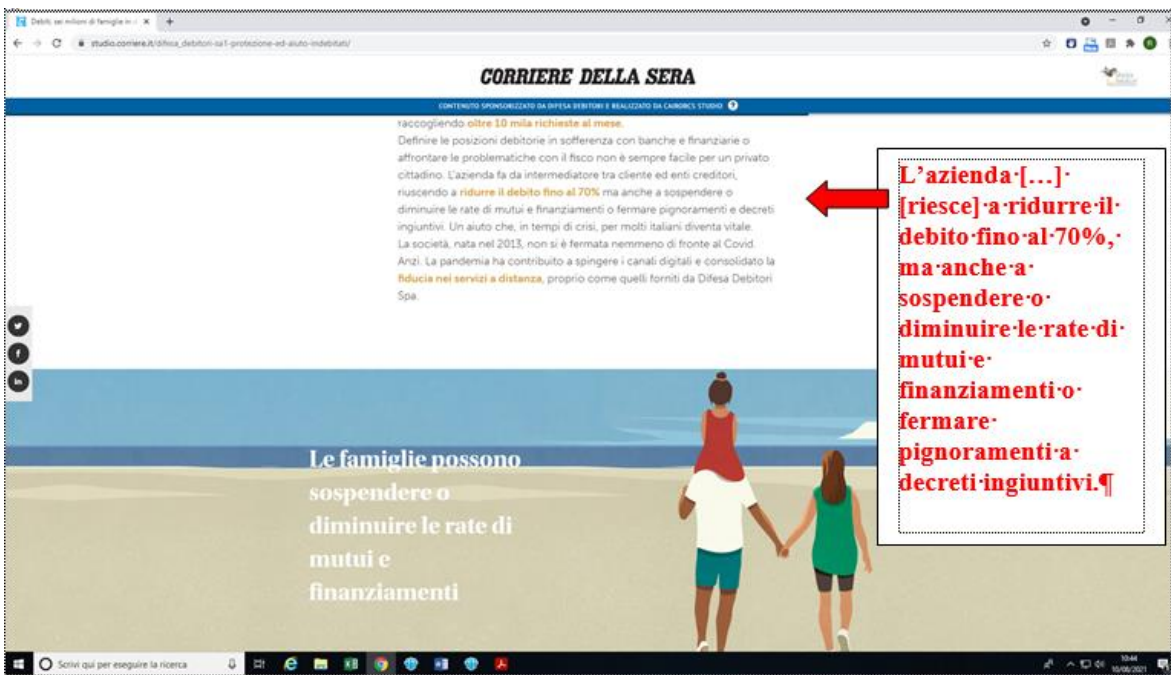 Debiti, sei milioni di famiglie in
studio.corriere.it/difesa_debitori-sa1-protezione-ed-aiuto-indebitati/
CORRIERE DELLA SERA
CONTENUTO SPONSORIZZATO DA DIFESA DEBITORI E REALIZZATO DA CAIRORCS STUDIO ?
raccogliendo oltre 10 mila richieste al mese.
Definire le posizioni debitorie in sofferenza con banche e finanziarie o
affrontare le problematiche con il fisco non è sempre facile per un privato
cittadino. L'azienda fa da intermediatore tra cliente ed enti creditori,
riuscendo a ridurre il debito fino al 70% ma anche a sospendere o
diminuire le rate di mutui e finanziamenti o fermare pignoramenti e decreti
ingiuntivi. Un aiuto che, in tempi di crisi, per molti italiani diventa vitale.
La società, nata nel 2013, non si è fermata nemmeno di fronte al Covid.
Anzi. La pandemia ha contribuito a spingere i canali digitali e consolidato la
fiducia nei servizi a distanza, proprio come quelli forniti da Difesa Debitori
Spa.
L'azienda·[…]·
[riesce]·a·ridurre·il·
debito·fino·al·70%,·
ma·anche·a·
sospendere·o·
diminuire·le·rate·di·
mutui·e·
finanziamenti·o·
fermare·
pignoramenti·a·
decreti·ingiuntivi.¶
Le famiglie possono
sospendere o
diminuire le rate di
mutui e
finanziamenti
Scrivi qui per eseguire la ricerca
10:44
10/08/2021